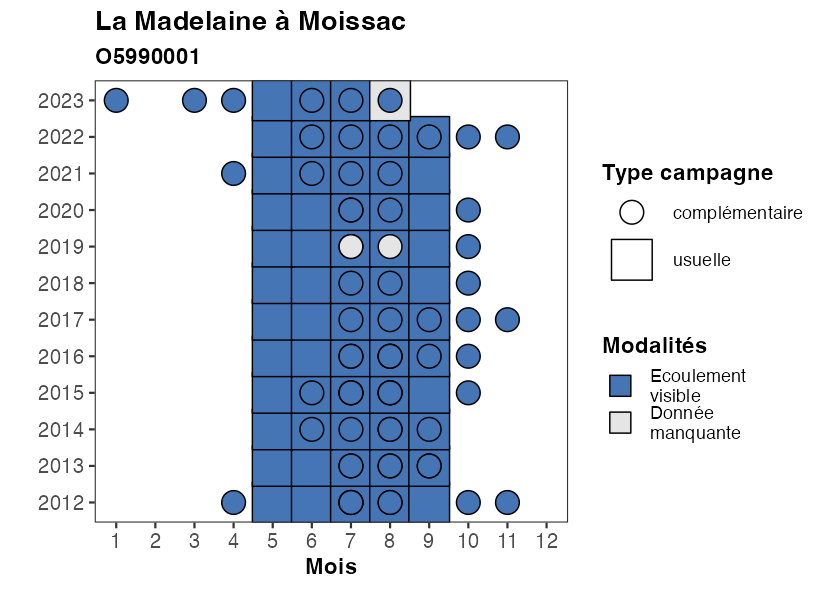 La Madelaine à Moissac
O5990001
2023
2022
2021
2020
2019
2018
2017
2016
2015
2014
2013
2012
1 2 3 4 5 6 7 8 9 10 11 12
Mois
Type campagne
complémentaire
usuelle
Modalités
Ecoulement
visible
Donnée
manquante